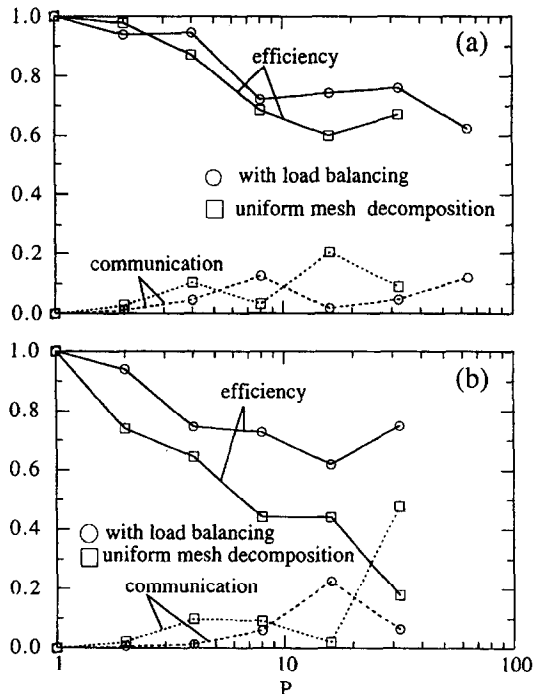 1.0
(a)
efficiency
0.8
0.6
with load balancing
0.4
uniform mesh decomposition
0.2
communication
0.0
1.0
(b)
efficiency
0.8
0.6
0.4
with load balancing
uniform mesh decomposition
0.2
communication
0.0
1
10
100
P